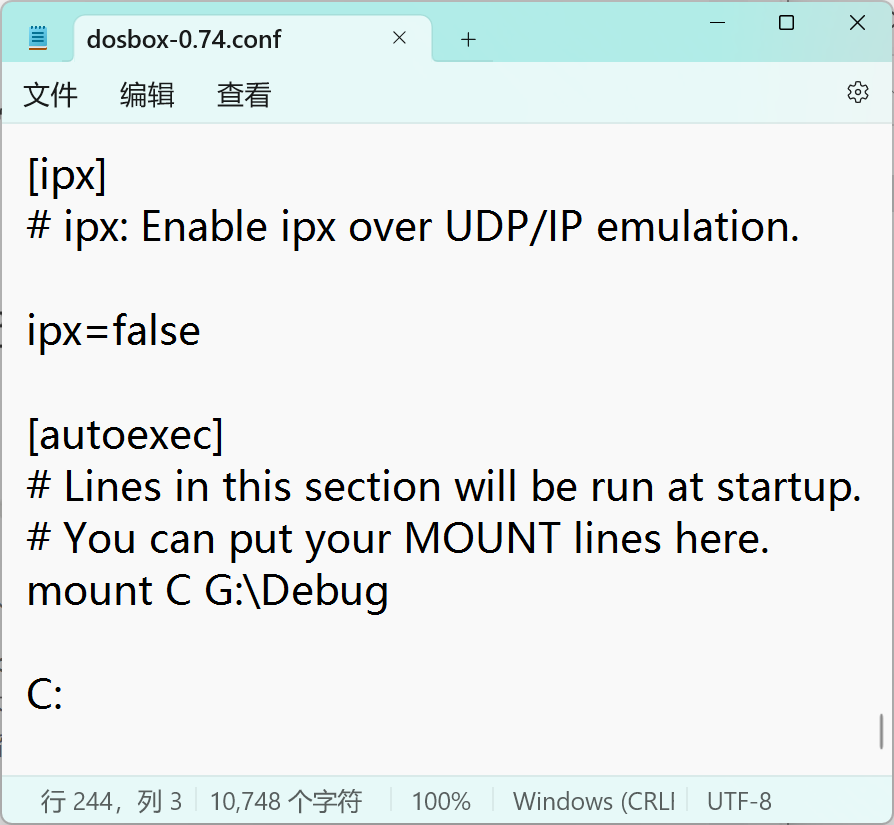 dosbox-0.74.conf
文件 编辑 查看
[ipx]
# ipx: Enable ipx over UDP/IP emulation.
ipx=false
[autoexec]
# Lines in this section will be run at startup.
# You can put your MOUNT lines here.
mount C G:\Debug
C:
行 244，列 3 10,748 个字符 100% Windows (CRLF UTF-8